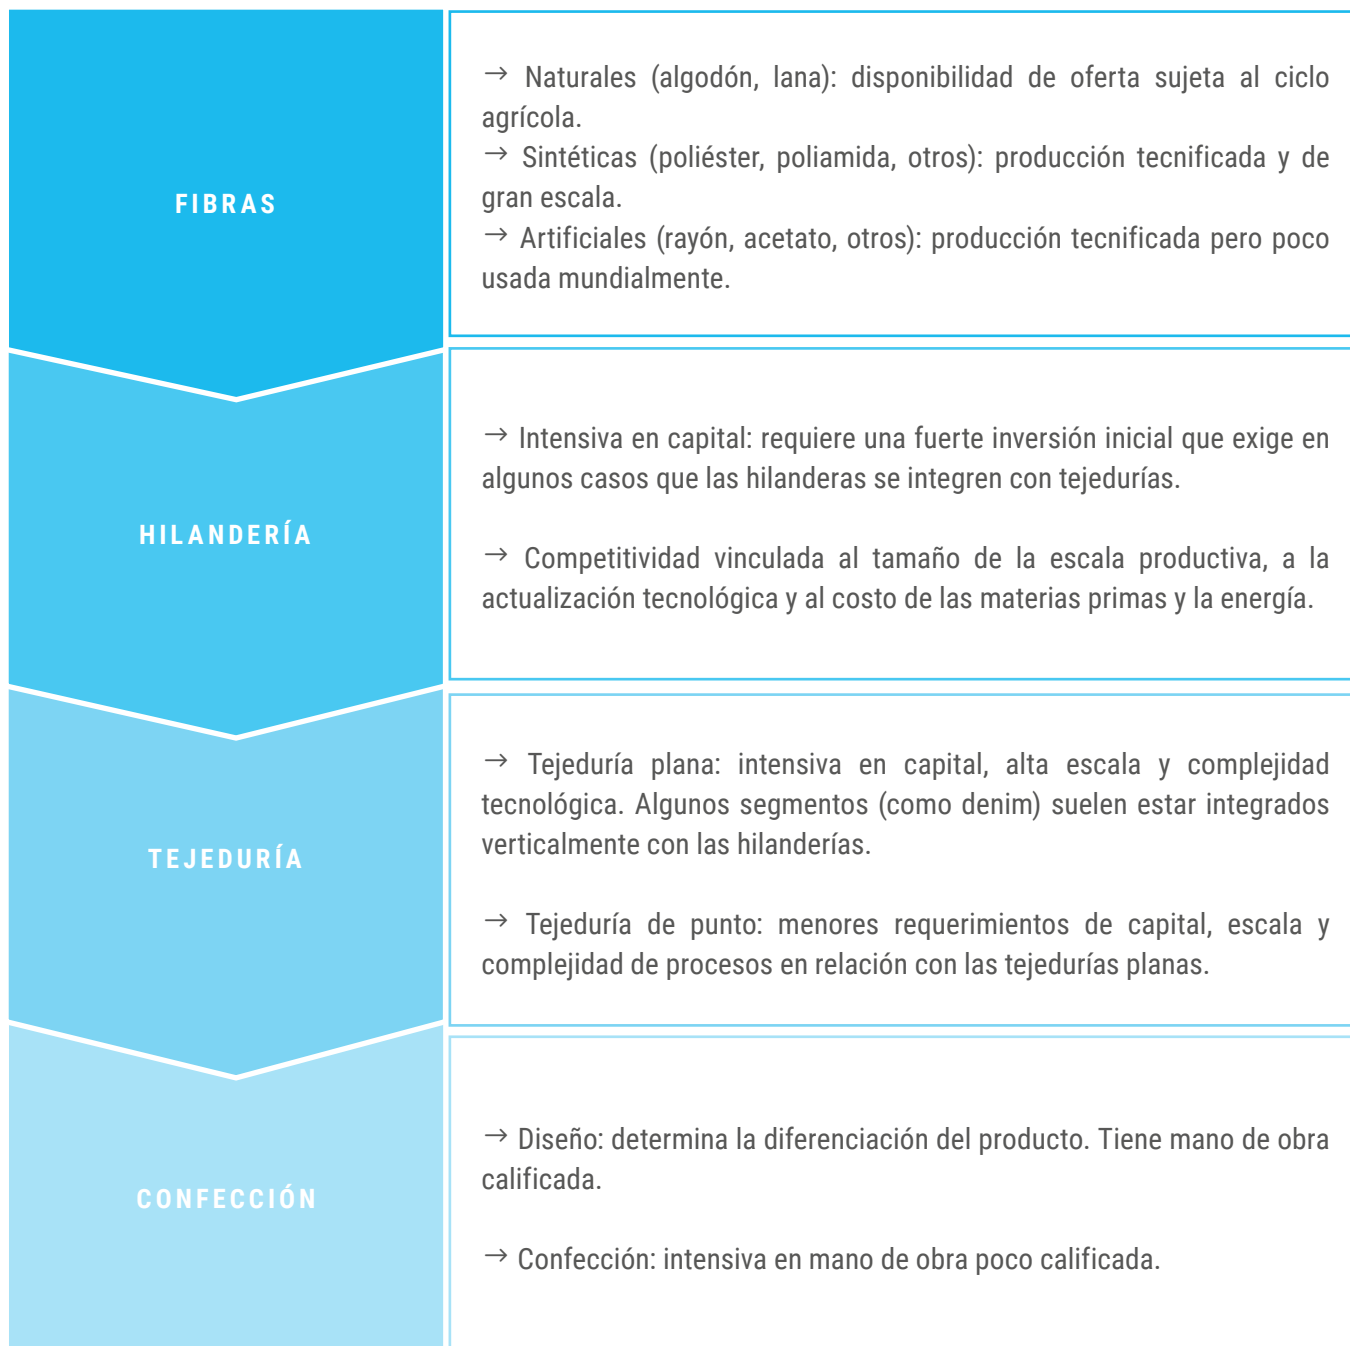 FIBRAS
→ Naturales (algodón, lana): disponibilidad de oferta sujeta al ciclo
agrícola.
→ Sintéticas (poliéster, poliamida, otros): producción tecnificada y de
gran escala.
→ Artificiales (rayón, acetato, otros): producción tecnificada pero poco
usada mundialmente.
HILANDERÍA
→ Intensiva en capital: requiere una fuerte inversión inicial que exige en
algunos casos que las hilanderas se integren con tejedurías.
→ Competitividad vinculada al tamaño de la escala productiva, a la
actualización tecnológica y al costo de las materias primas y la energía.
TEJEDURÍA
→ Tejeduría plana: intensiva en capital, alta escala y complejidad
tecnológica. Algunos segmentos (como denim) suelen estar integrados
verticalmente con las hilanderías.
→ Tejeduría de punto: menores requerimientos de capital, escala y
complejidad de procesos en relación con las tejedurías planas.
CONFECCIÓN
→ Diseño: determina la diferenciación del producto. Tiene mano de obra
calificada.
→ Confección: intensiva en mano de obra poco calificada.